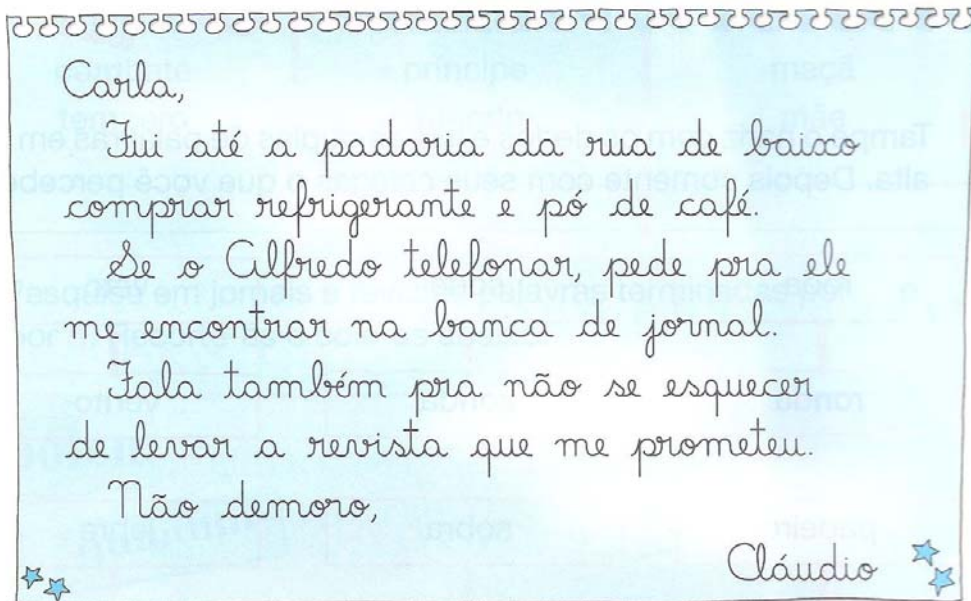 Carla,
Fui até a padaria da rua de baixo
comprar refrigerante e pó de café.
Se o Alfredo telefonar, pede pra ele
me encontrar na banca de jornal.
Fala também pra não se esquecer
de levar a revista que me prometeu.
Não demoro,
Cláudio